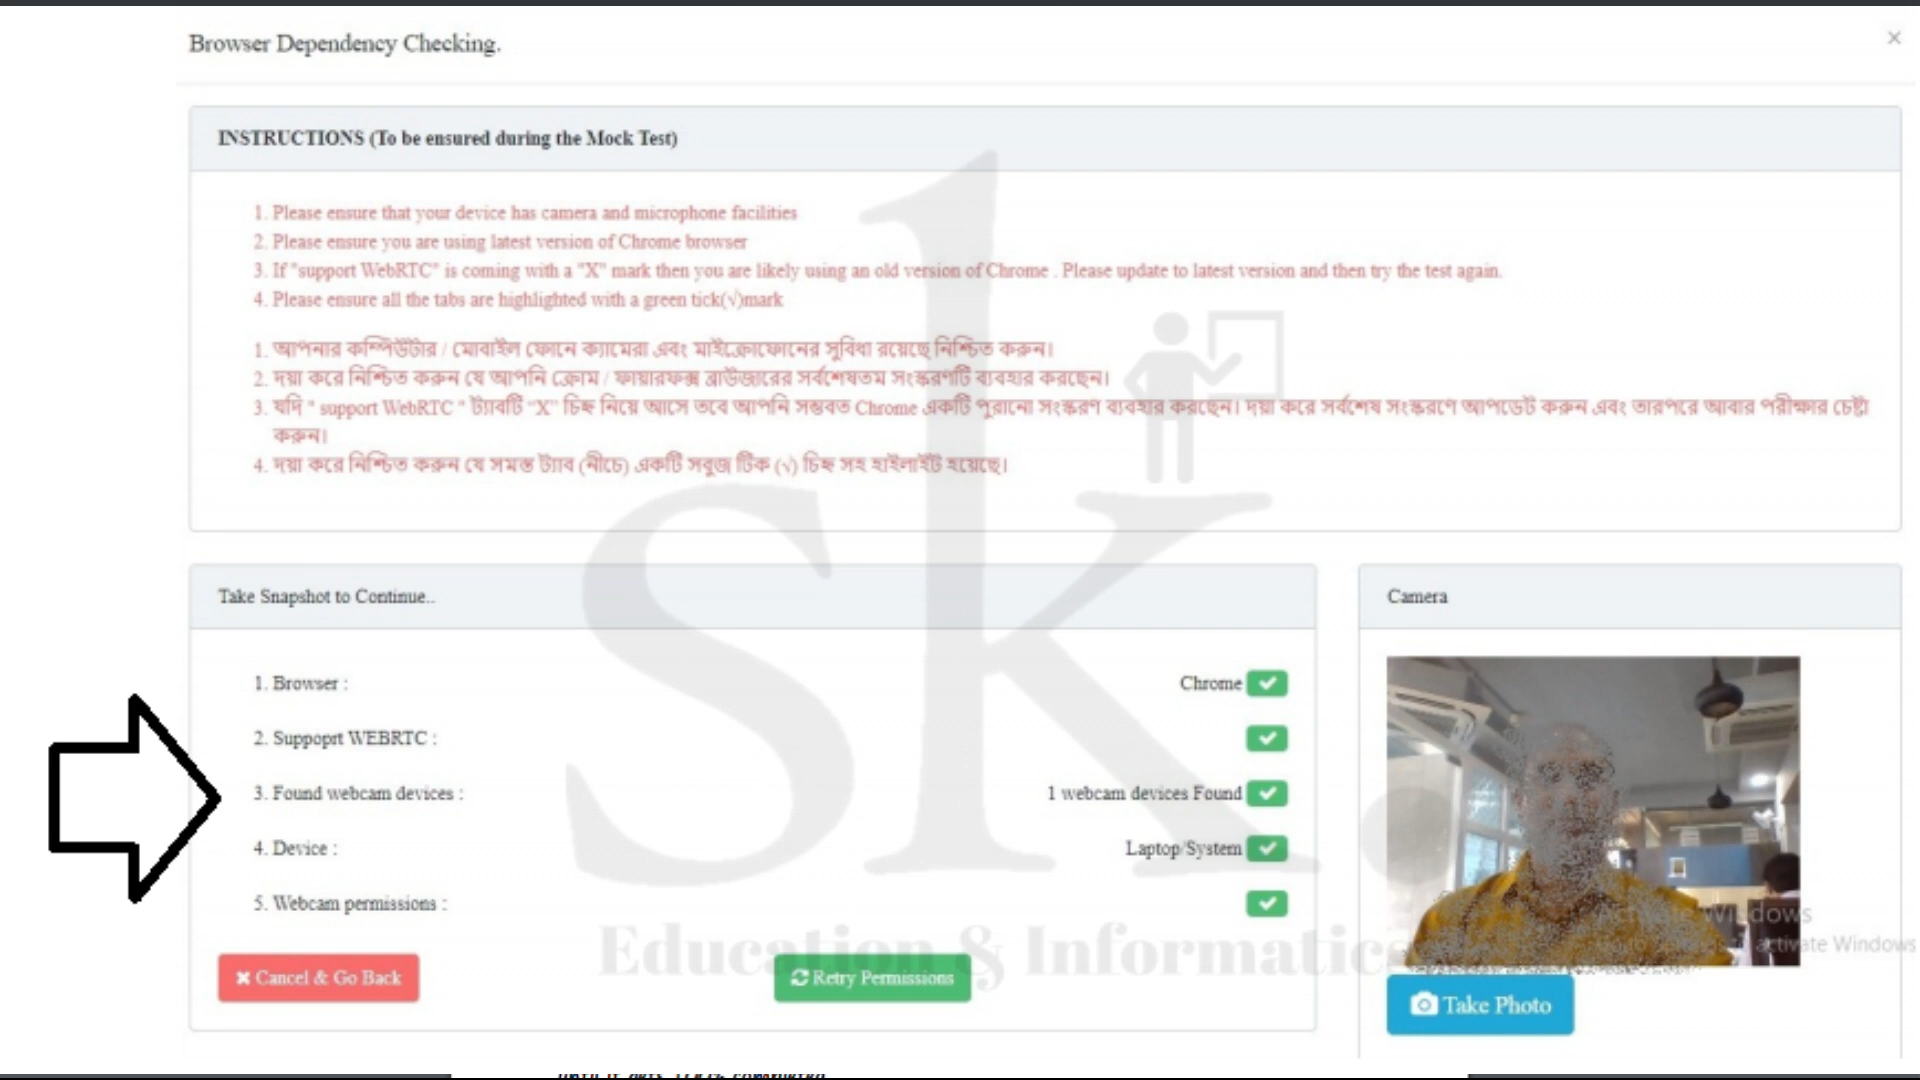 Browser Dependency Checking.
×
INSTRUCTIONS (To be ensured during the Mock Test)
1. Please ensure that your device has camera and microphone facilities
2. Please ensure you are using latest version of Chrome browser
3. If "support WebRTC" is coming with a "X" mark then you are likely using an old version of Chrome . Please update to latest version and then try the test again.
4. Please ensure all the tabs are highlighted with a green tick(√)mark
1. আপনার কম্পিউটার / মোবাইল ফোনে ক্যামেরা এবং মাইক্রোফোনের সুবিধা রয়েছে নিশ্চিত করুন।
2. দয়া করে নিশ্চিত করুন যে আপনি ক্রোম / ফায়ারফক্স ব্রাউজারের সর্বশেষতম সংস্করণটি ব্যবহার করছেন।
3. যদি " support WebRTC " ট্যাবটি "X" চিহ্ন নিয়ে আসে তবে আপনি সম্ভবত Chrome একটি পুরানো সংস্করণ ব্যবহার করছেন। দয়া করে সর্বশেষ সংস্করণে আপডেট করুন এবং তারপরে আবার পরীক্ষার চেষ্টা
করুন।
4. দয়া করে নিশ্চিত করুন যে সমস্ত ট্যাব (নীচে) একটি সবুজ টিক (√) চিহ্ন সহ হাইলাইট হয়েছে।
Take Snapshot to Continue..
1. Browser :
Chrome
2. Suppoprt WEBRTC :
3. Found webcam devices :
1 webcam devices Found
4. Device :
Laptop/System
5. Webcam permissions :
Cancel & Go Back
Retry Permissions
Camera
Take Photo
sk.
Education & Informatics
Activate Windows
activate Windows